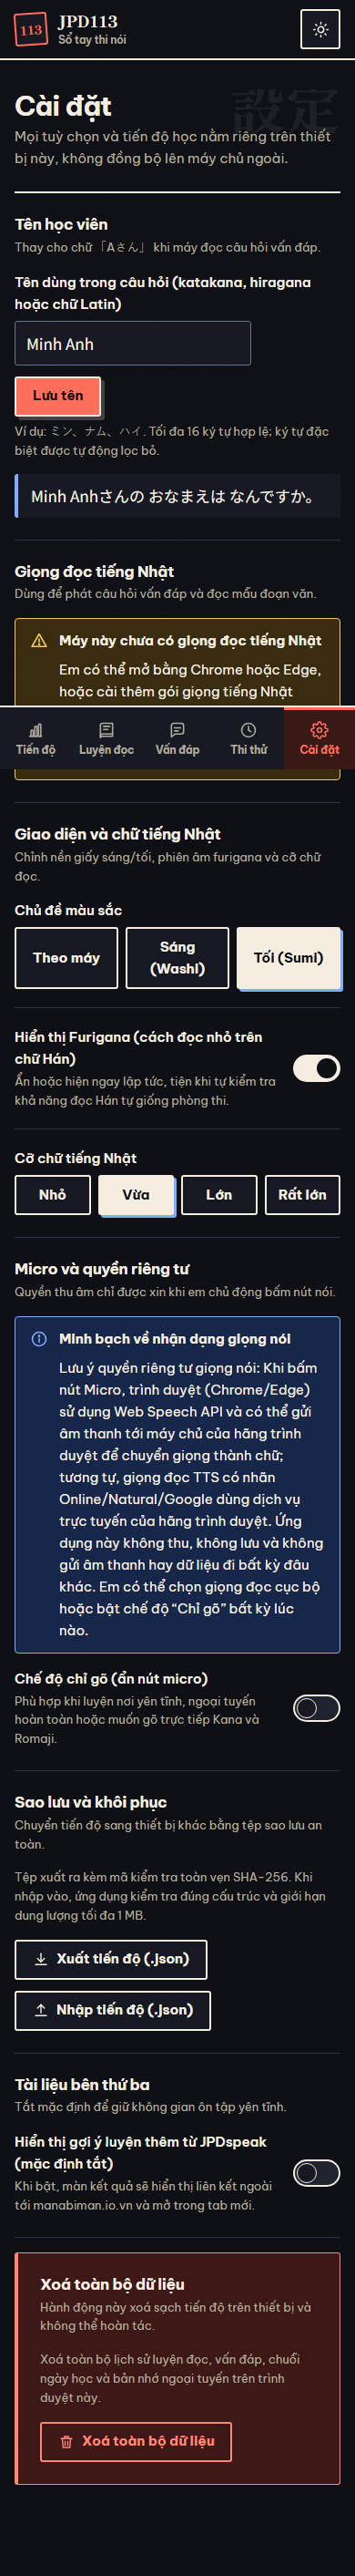 113
JPD113
Sổ tay thi nói
設定
Cài đặt
Mọi tuỳ chọn và tiến độ học nằm riêng trên thiết
bị này, không đồng bộ lên máy chủ ngoài.
Tên học viên
Thay cho chữ 「Aさん」 khi máy đọc câu hỏi vấn đáp.
Tên dùng trong câu hỏi (katakana, hiragana
hoặc chữ Latin)
Minh Anh
Lưu tên
Ví dụ: ミン、ナム、ハイ. Tối đa 16 ký tự hợp lệ; ký tự đặc
biệt được tự động lọc bỏ.
Minh Anhさんの おなまえは なんですか。
Giọng đọc tiếng Nhật
Dùng để phát câu hỏi vấn đáp và đọc mẫu đoạn văn.
Máy này chưa có giọng đọc tiếng Nhật
Em có thể mở bằng Chrome hoặc Edge,
hoặc cài thêm gói giọng tiếng Nhật
Tiến độ
Luyện đọc
Vấn đáp
Thi thử
Cài đặt
Giao diện và chữ tiếng Nhật
Chỉnh nền giấy sáng/tối, phiên âm furigana và cỡ chữ
đọc.
Chủ đề màu sắc
Theo máy
Sáng
(Washi)
Tối (Sumi)
Hiển thị Furigana (cách đọc nhỏ trên
chữ Hán)
Ẩn hoặc hiện ngay lập tức, tiện khi tự kiểm tra
khả năng đọc Hán tự giống phòng thi.
Cỡ chữ tiếng Nhật
Nhỏ
Vừa
Lớn
Rất lớn
Micro và quyền riêng tư
Quyền thu âm chỉ được xin khi em chủ động bấm nút nói.
Minh bạch về nhận dạng giọng nói
Lưu ý quyền riêng tư giọng nói: Khi bấm
nút Micro, trình duyệt (Chrome/Edge)
sử dụng Web Speech API và có thể gửi
âm thanh tới máy chủ của hãng trình
duyệt để chuyển giọng thành chữ;
tương tự, giọng đọc TTS có nhãn
Online/Natural/Google dùng dịch vụ
trực tuyến của hãng trình duyệt. Ứng
dụng này không thu, không lưu và không
gửi âm thanh hay dữ liệu đi bất kỳ đâu
khác. Em có thể chọn giọng đọc cục bộ
hoặc bật chế độ “Chỉ gõ” bất kỳ lúc
nào.
Chế độ chỉ gõ (ẩn nút micro)
Phù hợp khi luyện nơi yên tĩnh, ngoại tuyến
hoàn toàn hoặc muốn gõ trực tiếp Kana và
Romaji.
Sao lưu và khôi phục
Chuyển tiến độ sang thiết bị khác bằng tệp sao lưu an
toàn.
Tệp xuất ra kèm mã kiểm tra toàn vẹn SHA-256. Khi
nhập vào, ứng dụng kiểm tra đúng cấu trúc và giới hạn
dung lượng tối đa 1 MB.
Xuất tiến độ (.json)
Nhập tiến độ (.json)
Tài liệu bên thứ ba
Tắt mặc định để giữ không gian ôn tập yên tĩnh.
Hiển thị gợi ý luyện thêm từ JPDspeak
(mặc định tắt)
Khi bật, màn kết quả sẽ hiển thị liên kết ngoài
tới manabiman.io.vn và mở trong tab mới.
Xoá toàn bộ dữ liệu
Hành động này xoá sạch tiến độ trên thiết bị và
không thể hoàn tác.
Xoá toàn bộ lịch sử luyện đọc, vấn đáp, chuỗi
ngày học và bản nhớ ngoại tuyến trên trình
duyệt này.
Xoá toàn bộ dữ liệu